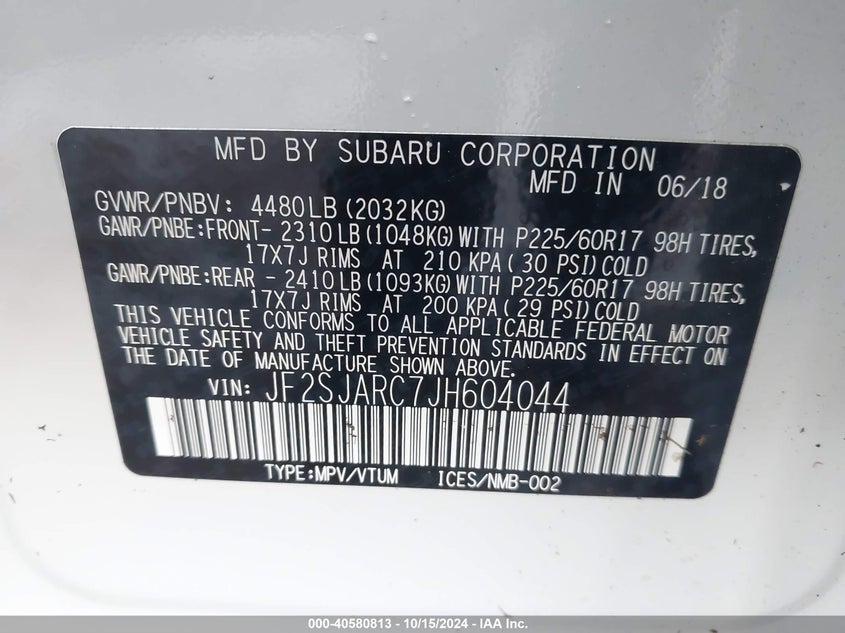 MFD BY SUBARU CORPORATION
MFD IN 06/18
GVWR/PNBV: 4480LB(2032KG)
GAWR/PNBE:FRONT- 2310LB(1048KG)WITH P225/60R17 98H TIRES,
17X7J RIMS AT 210 KPA(30 PSI)COLD
GAWR/PNBE:REAR - 2410LB(1093KG)WITH P225/60R17 98H TIRES,
17X7J RIMS AT 200 KPA(29 PSI)COLD
THIS VEHICLE CONFORMS TO ALL APPLICABLE FEDERAL MOTOR
VEHICLE SAFETY AND THEFT PREVENTION STANDARDS IN EFFECT ON
THE DATE OF MANUFACTURE SHOWN ABOVE.
VIN: JF2SJARC7JH604044
TYPE:MPV/VTUM ICES/NMB-002
000-40580813 - 10/15/2024 - IAA Inc.